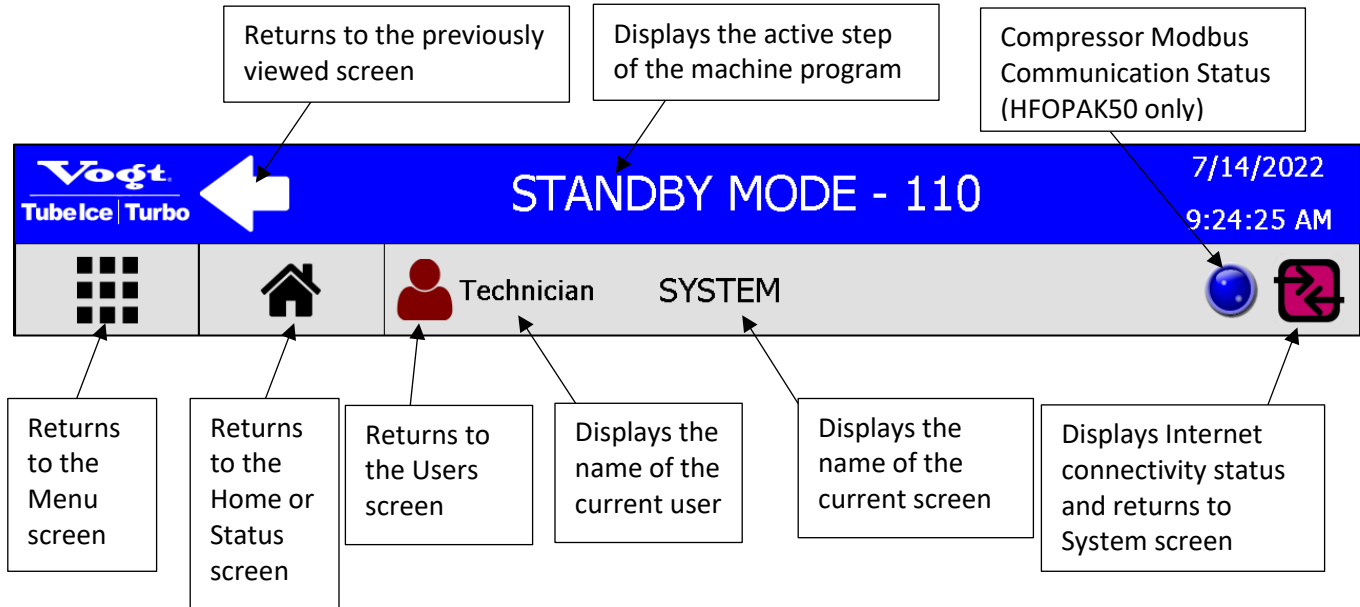 Returns to the previously
viewed screen
Displays the active step
of the machine program
Compressor Modbus
Communication Status
(HFOPAK50 only)
Vogt.
TubeIce | Turbo
STANDBY MODE - 110
7/14/2022
9:24:25 AM
Technician
SYSTEM
Returns
to the
Menu
screen
Returns
to the
Home or
Status
screen
Returns to
the Users
screen
Displays the
name of the
current user
Displays the
name of the
current screen
Displays Internet
connectivity status
and returns to
System screen